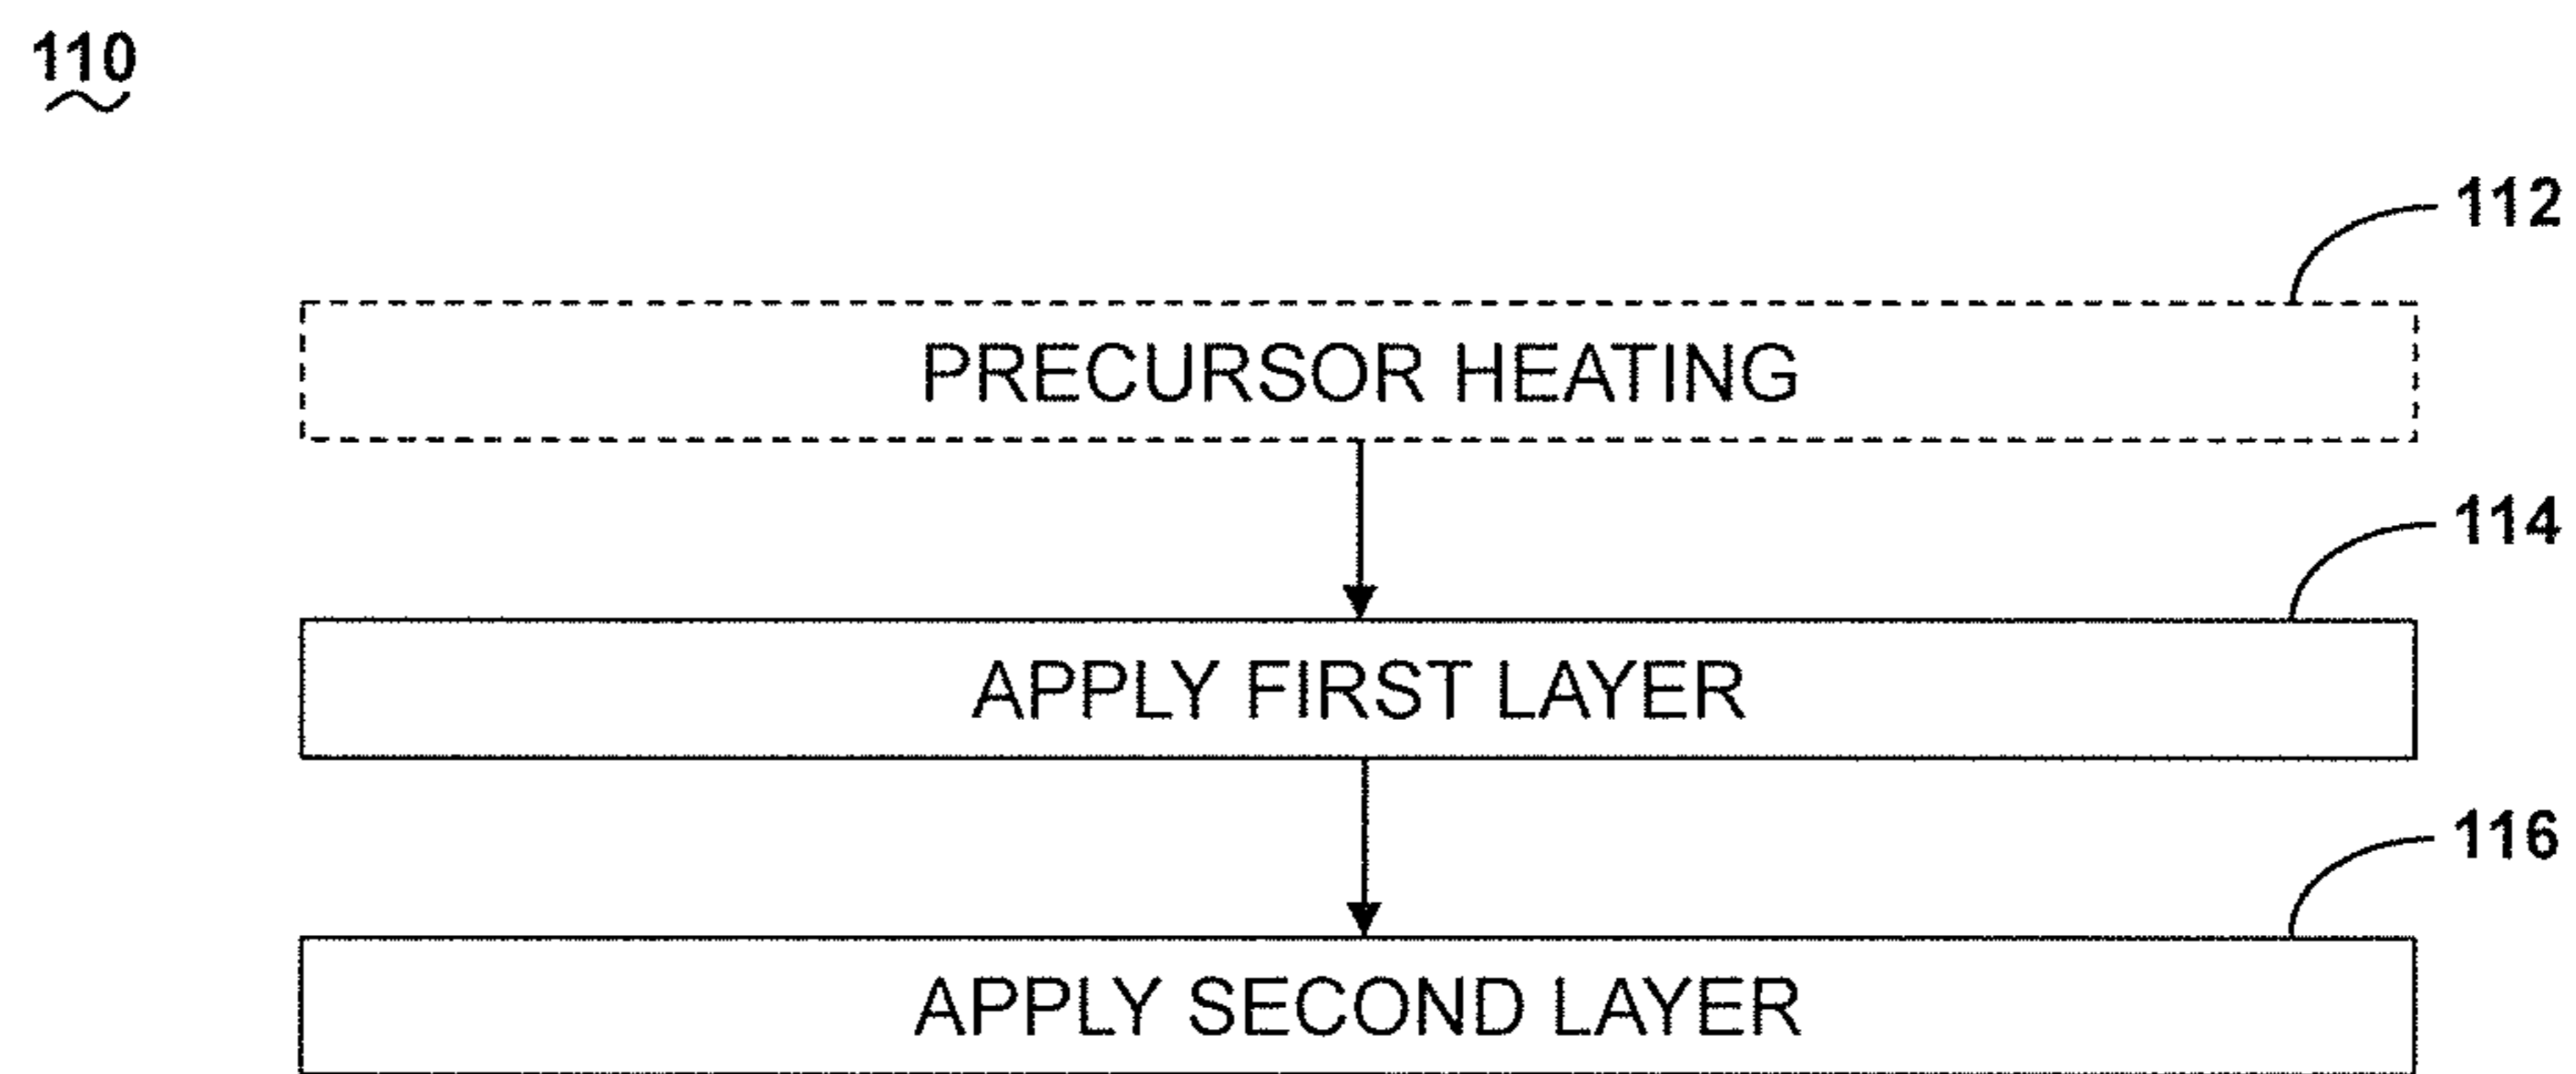 110
112
PRECURSOR HEATING
114
APPLY FIRST LAYER
116
APPLY SECOND LAYER